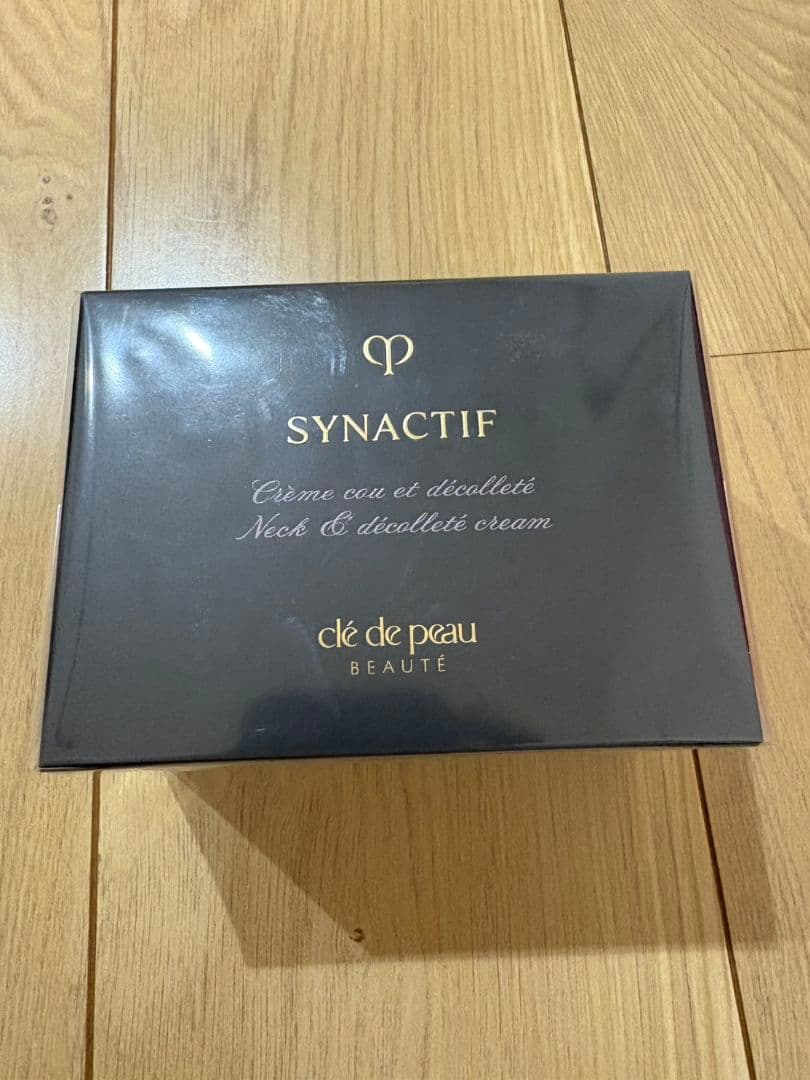 SYNACTIF
Crème cou et décolleté
Neck & décolleté cream
clé de peau
BEAUTÉ